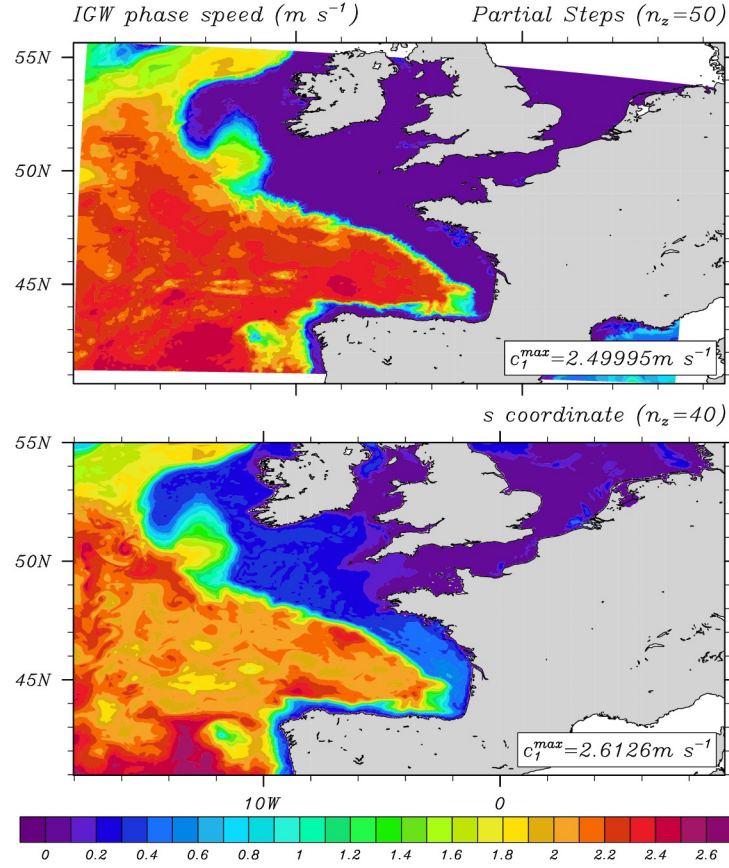 IGW phase speed (m s⁻¹)
Partial Steps (n_z=50)
55N
50N
45N
c₁^max=2.49995m s⁻¹
s coordinate (n_z=40)
55N
50N
45N
c₁^max=2.6126m s⁻¹
10W 0
0 0.2 0.4 0.6 0.8 1 1.2 1.4 1.6 1.8 2 2.2 2.4 2.6